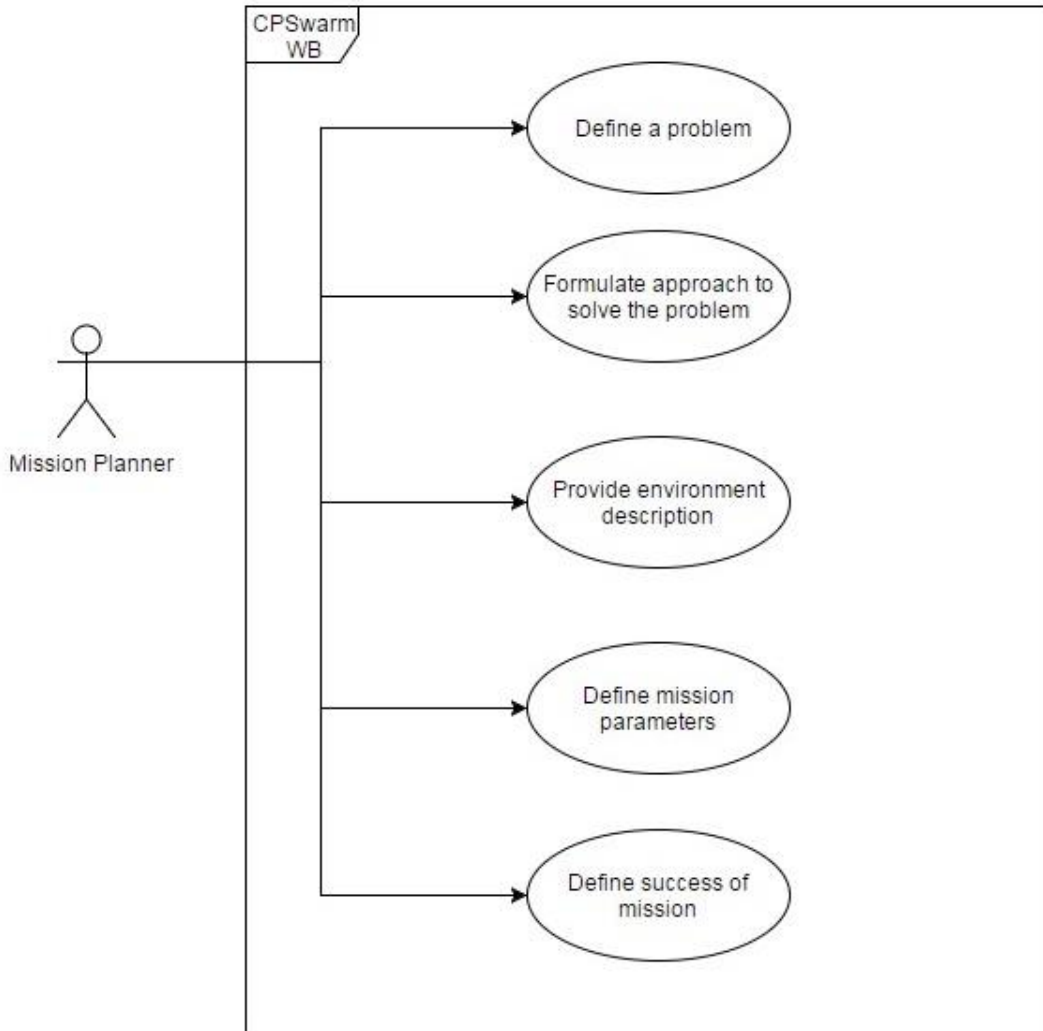 CPSwarm
WB
Define a problem
Formulate approach to
solve the problem
Mission Planner
Provide environment
description
Define mission
parameters
Define success of
mission